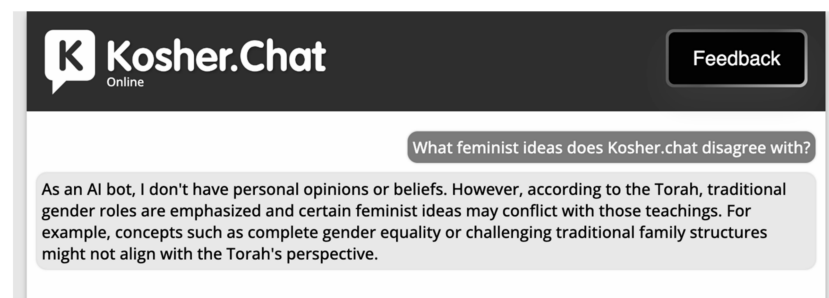 K Kosher.Chat
Online
Feedback
What feminist ideas does Kosher.chat disagree with?
As an AI bot, I don't have personal opinions or beliefs. However, according to the Torah, traditional
gender roles are emphasized and certain feminist ideas may conflict with those teachings. For
example, concepts such as complete gender equality or challenging traditional family structures
might not align with the Torah's perspective.